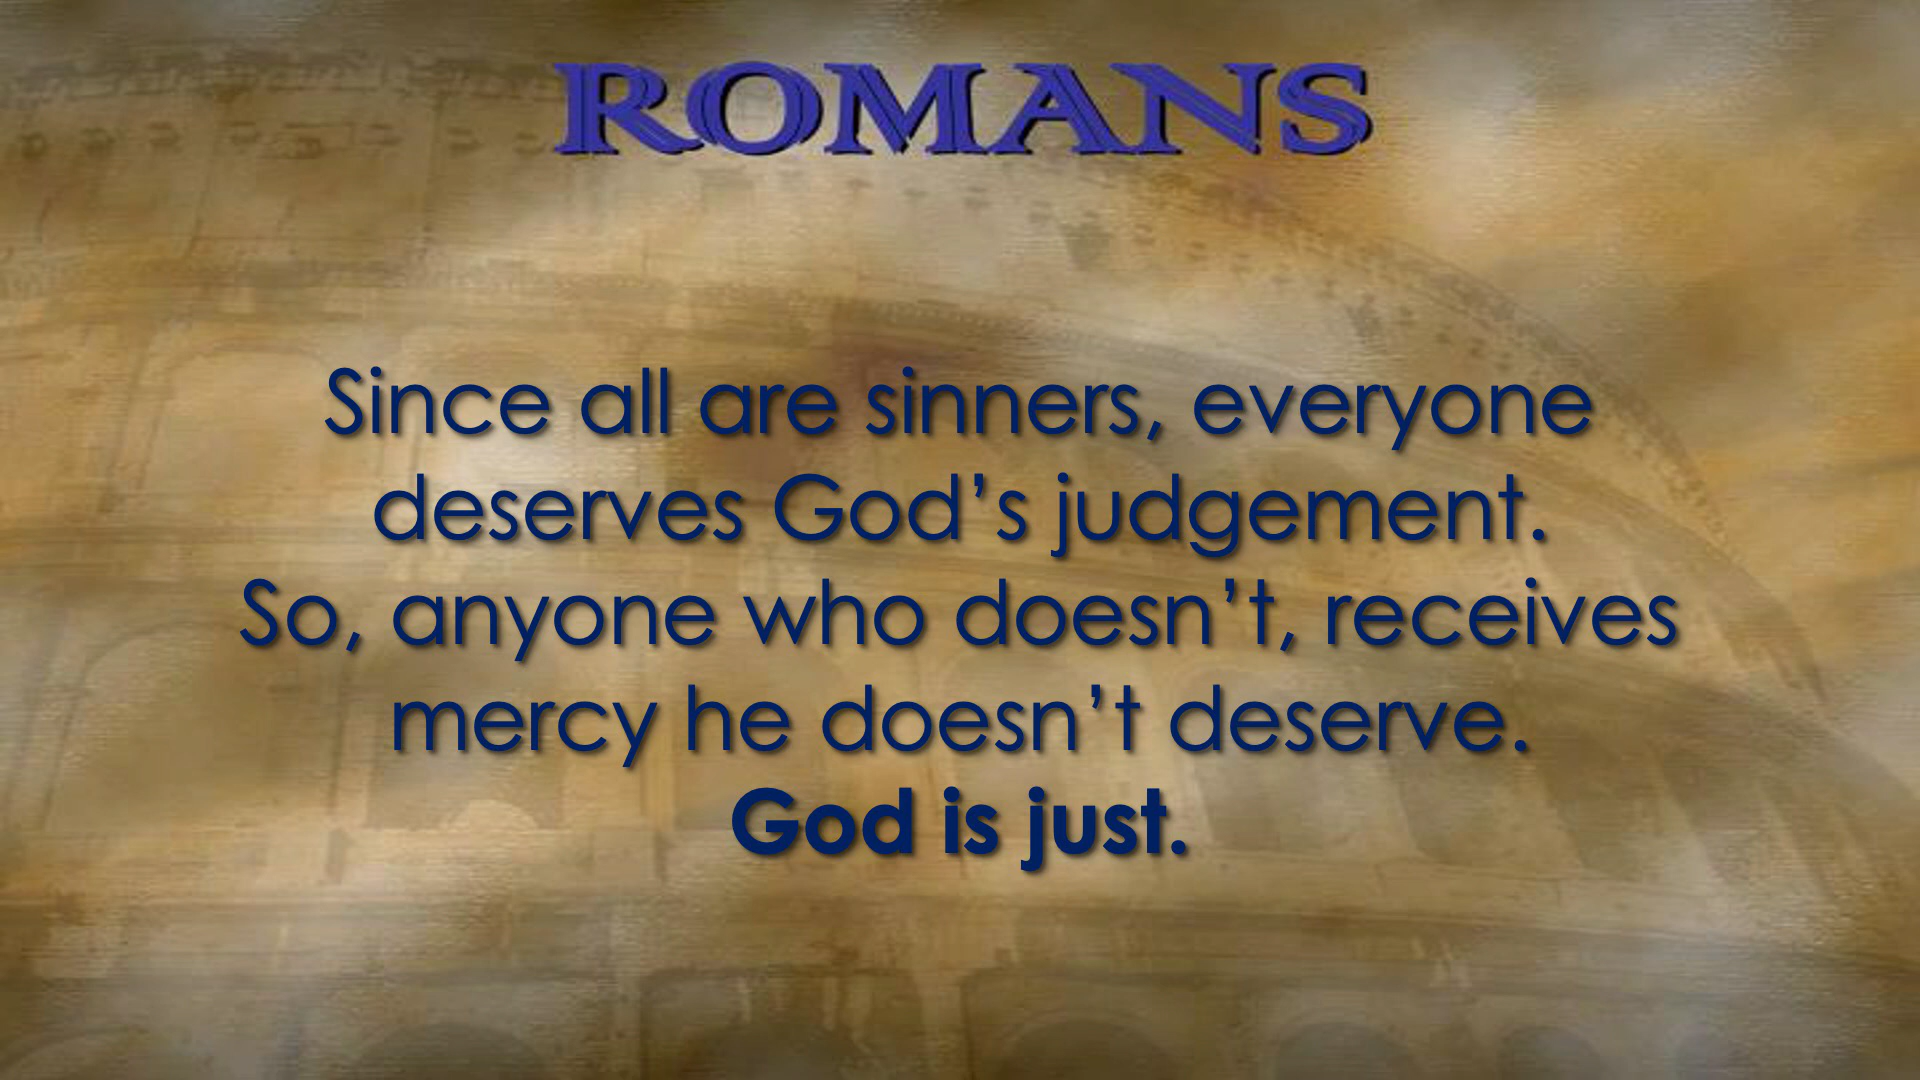 ROMANS
Since all are sinners, everyone
deserves God’s judgement.
So, anyone who doesn’t, receives
mercy he doesn’t deserve.
God is just.